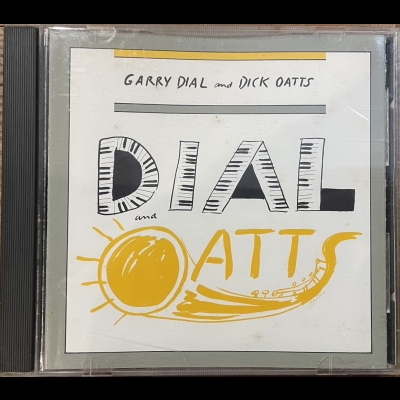 GARRY DIAL and DICK OATTS
DIAL
and
OATTS